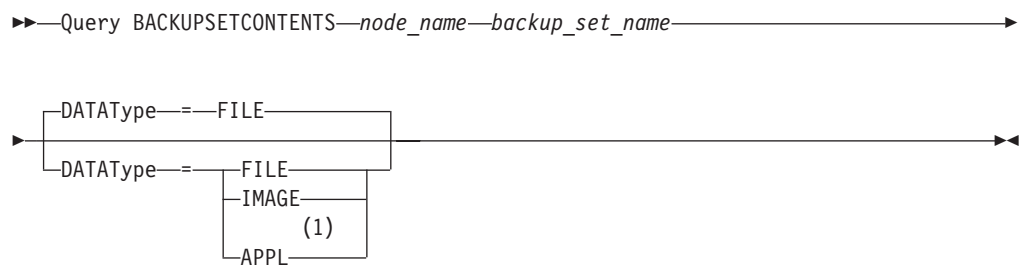 Query BACKUPSETCONTENTS node_name backup_set_name
DATAType = FILE
DATAType = FILE
IMAGE
(1)
APPL